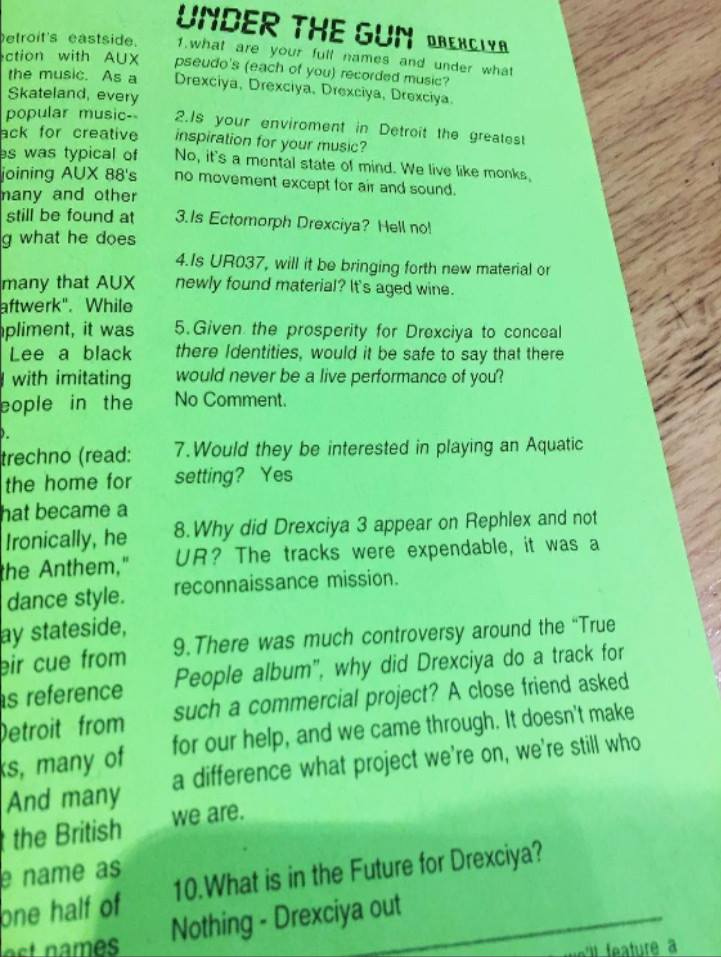 Detroit's eastside.
ction with AUX
the music. As a
Skateland, every
popular music--
ack for creative
es was typical of
joining AUX 88's
many and other
still be found at
g what he does
many that AUX
aftwerk". While
mpliment, it was
Lee a black
with imitating
eople in the
trechno (read:
the home for
hat became a
Ironically, he
the Anthem,"
dance style.
ay stateside,
eir cue from
as reference
Detroit from
ks, many of
And many
the British
e name as
one half of
names
UNDER THE GUN DREXCIYA
1.what are your full names and under what
pseudo's (each of you) recorded music?
Drexciya, Drexciya, Drexciya, Drexciya.
2.Is your enviroment in Detroit the greatest
inspiration for your music?
No, it's a mental state of mind. We live like monks,
no movement except for air and sound.
3.Is Ectomorph Drexciya? Hell no!
4.Is UR037, will it be bringing forth new material or
newly found material? It's aged wine.
5.Given the prosperity for Drexciya to conceal
there Identities, would it be safe to say that there
would never be a live performance of you?
No Comment.
7.Would they be interested in playing an Aquatic
setting? Yes
8.Why did Drexciya 3 appear on Rephlex and not
UR? The tracks were expendable, it was a
reconnaissance mission.
9.There was much controversy around the "True
People album", why did Drexciya do a track for
such a commercial project? A close friend asked
for our help, and we came through. It doesn't make
a difference what project we're on, we're still who
we are.
10.What is in the Future for Drexciya?
Nothing - Drexciya out
we'll feature a